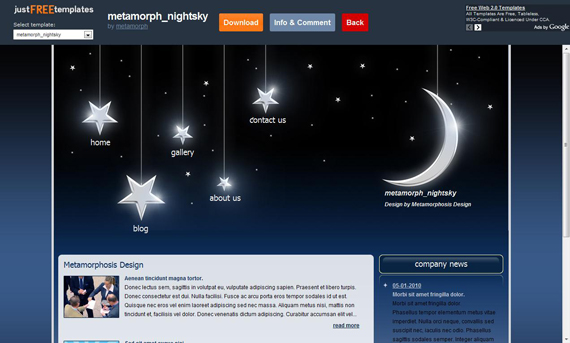 justFREEtemplates
Select template:
metamorph_nightsky
metamorph_nightsky
by metamorph
Download
Info & Comment
Back
Free Web 2.0 Templates
All Templates Are Free, Tableless,
W3C-Compliant & Licensed Under CCA.
Ads by Google
home
gallery
contact us
blog
about us
metamorph_nightsky
Design by Metamorphosis Design
Metamorphosis Design
Aenean tincidunt magna tortor.
Donec lectus sem, sagittis in volutpat eu, vulputate adipiscing sapien. Praesent et libero turpis.
Donec consectetur est dui. Nulla facilisi. Fusce ac arcu porta eros tempor sodales id ut est.
Quisque nec eros vel enim laoreet adipiscing sed nec massa. Aliquam metus nisi, mattis non
tincidunt et, facilisis vel dolor. Donec venenatis dictum adipiscing. Curabitur accumsan elit vel...
read more
company news
05-01-2010
Morbi sit amet fringilla dolor.
Morbi sit amet fringilla dolor.
Phasellus tempor elementum metus vitae
imperdiet. Nulla orci neque, convallis sed
suscipit nec, iaculis nec odio. Phasellus
sagittis sodales semper. Integer aliquam